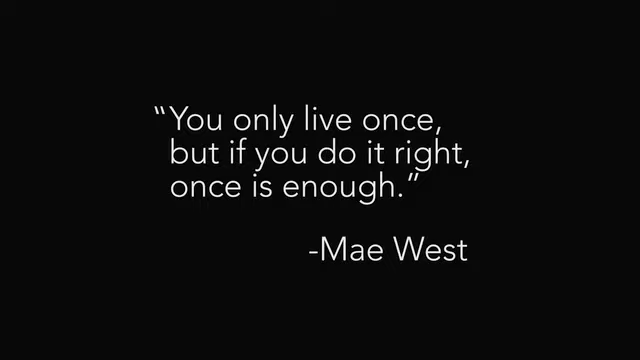 “You only live once,
but if you do it right,
once is enough.”
-Mae West